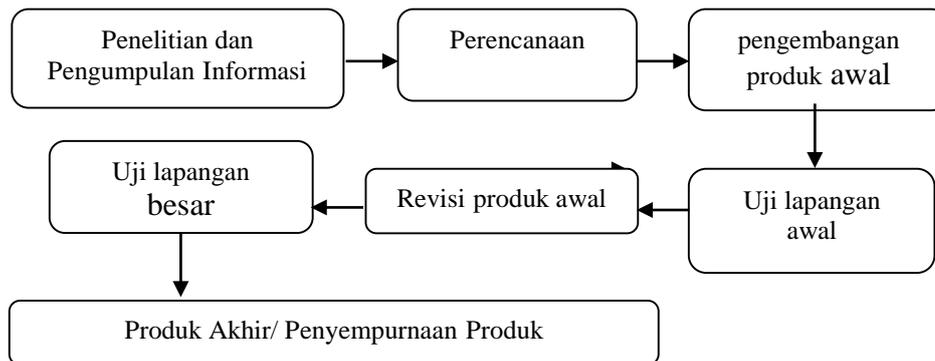 Penelitian dan
Pengumpulan Informasi
Perencanaan
pengembangan
produk awal
Uji lapangan
awal
Revisi produk awal
Uji lapangan
besar
Produk Akhir/ Penyempurnaan Produk